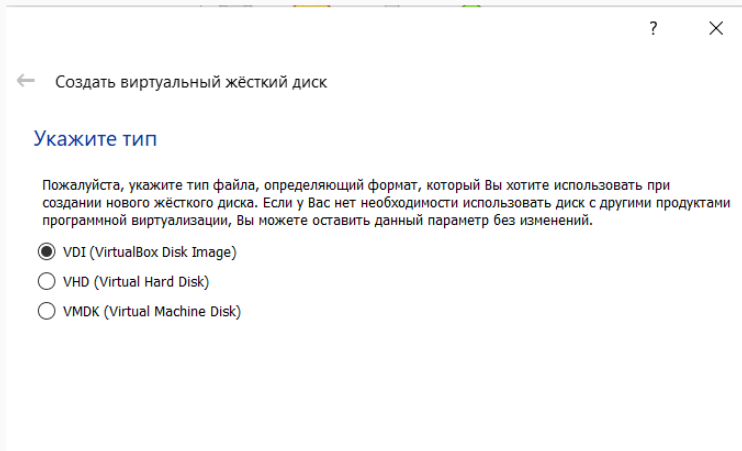 ?
← Создать виртуальный жёсткий диск
Укажите тип
Пожалуйста, укажите тип файла, определяющий формат, который Вы хотите использовать при
создании нового жёсткого диска. Если у Вас нет необходимости использовать диск с другими продуктами
программной виртуализации, Вы можете оставить данный параметр без изменений.
VDI (VirtualBox Disk Image)
VHD (Virtual Hard Disk)
VMDK (Virtual Machine Disk)